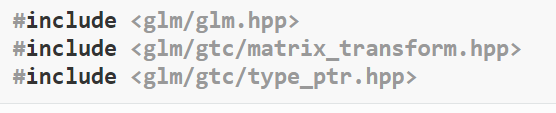 #include <glm/glm.hpp>
#include <glm/gtc/matrix_transform.hpp>
#include <glm/gtc/type_ptr.hpp>